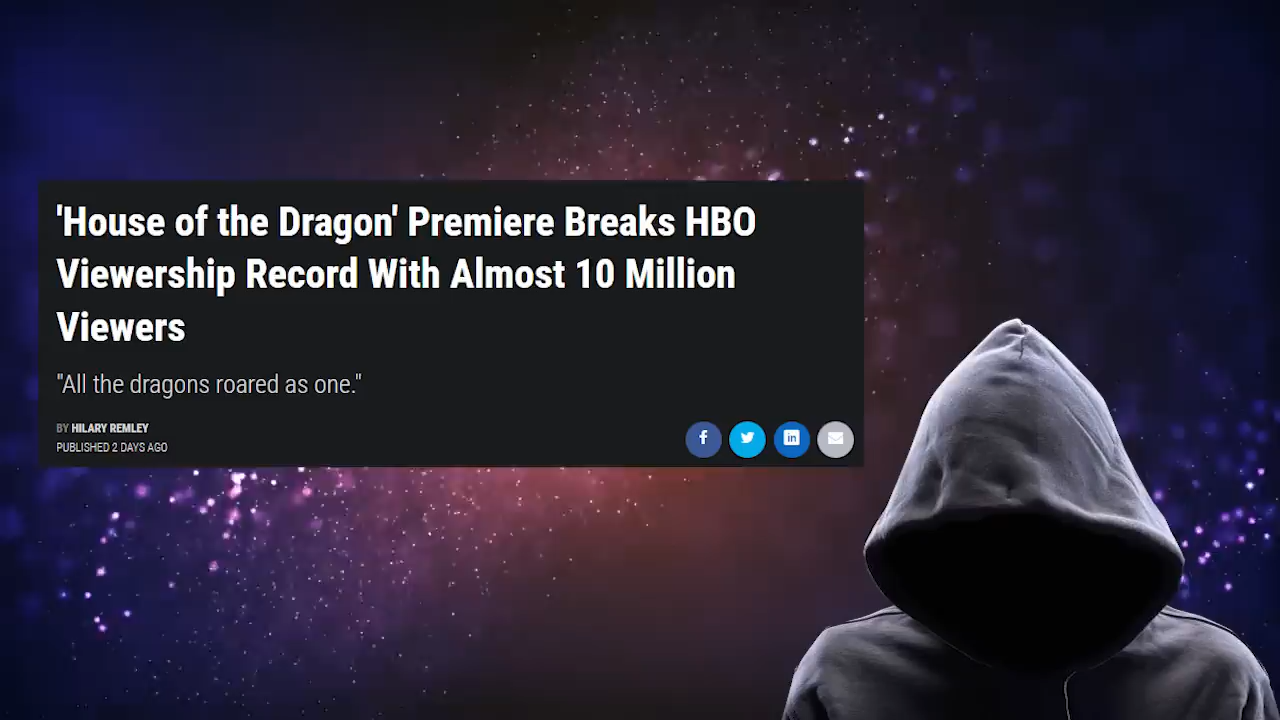 'House of the Dragon' Premiere Breaks HBO
Viewership Record With Almost 10 Million
Viewers
"All the dragons roared as one."
BY HILARY REMLEY
PUBLISHED 2 DAYS AGO
f
in